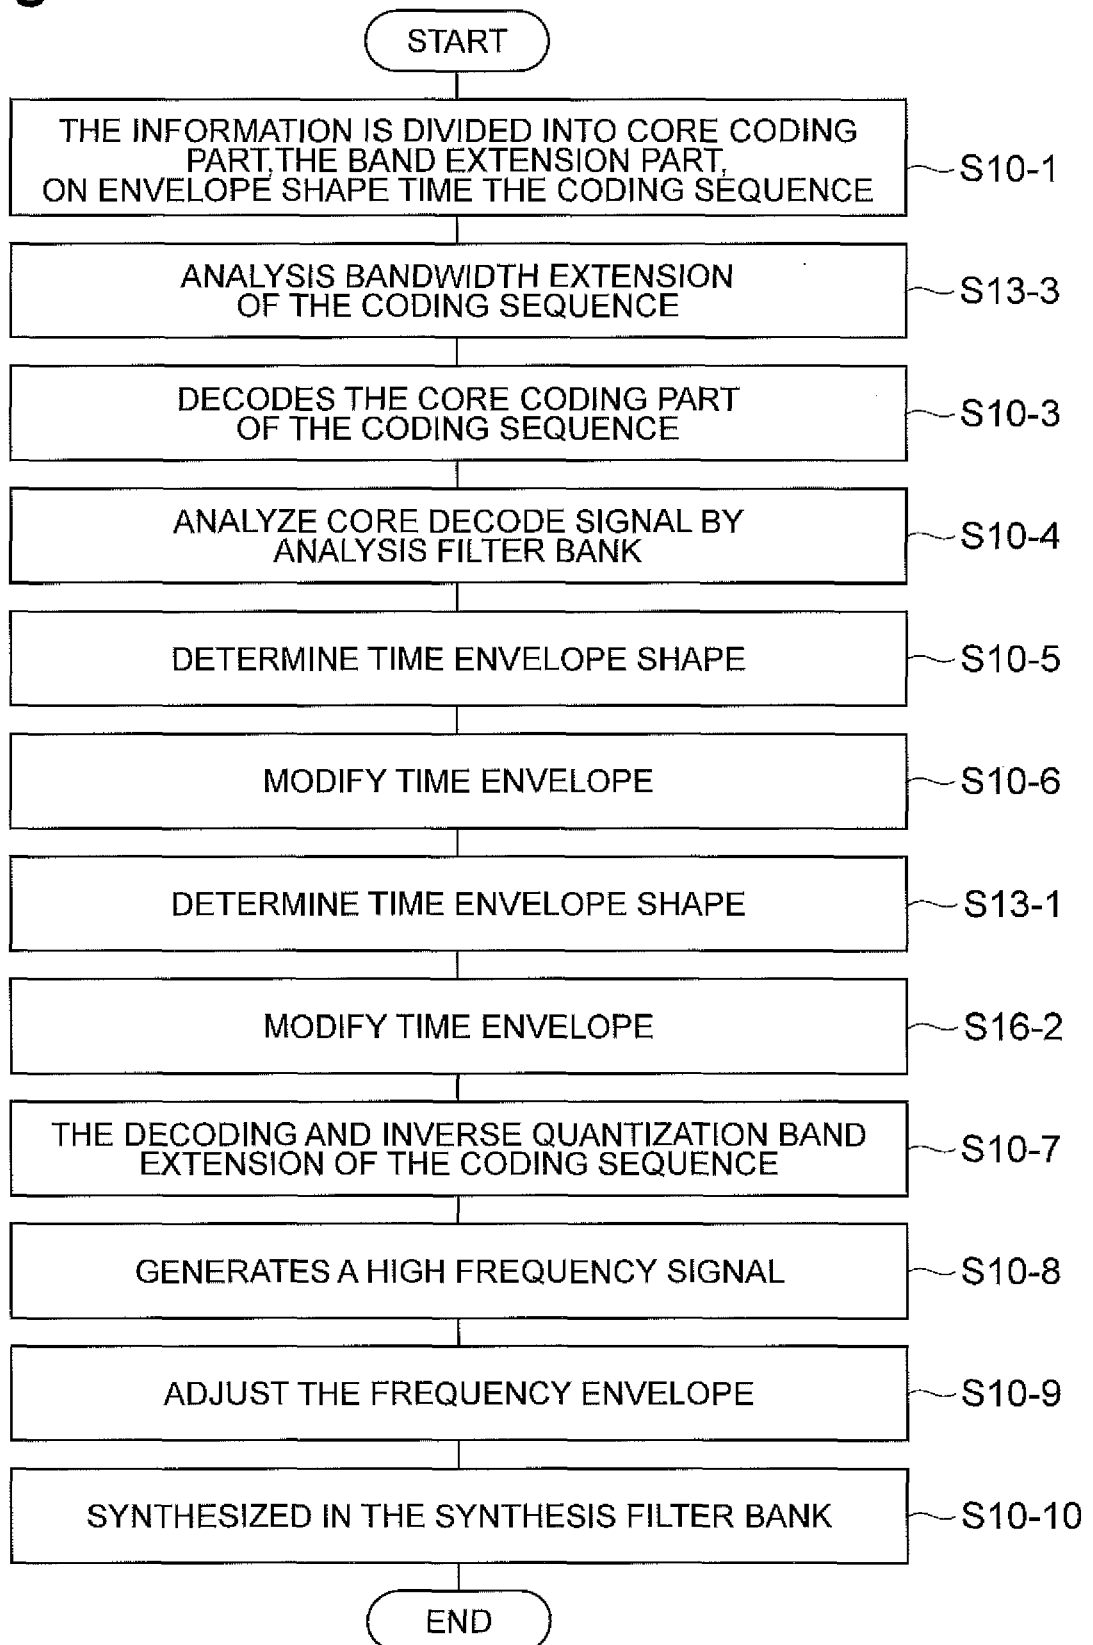 START
THE INFORMATION IS DIVIDED INTO CORE CODING
PART,THE BAND EXTENSION PART,
ON ENVELOPE SHAPE TIME THE CODING SEQUENCE
S10-1
ANALYSIS BANDWIDTH EXTENSION
OF THE CODING SEQUENCE
S13-3
DECODES THE CORE CODING PART
OF THE CODING SEQUENCE
S10-3
ANALYZE CORE DECODE SIGNAL BY
ANALYSIS FILTER BANK
S10-4
DETERMINE TIME ENVELOPE SHAPE
S10-5
MODIFY TIME ENVELOPE
S10-6
DETERMINE TIME ENVELOPE SHAPE
S13-1
MODIFY TIME ENVELOPE
S16-2
THE DECODING AND INVERSE QUANTIZATION BAND
EXTENSION OF THE CODING SEQUENCE
S10-7
GENERATES A HIGH FREQUENCY SIGNAL
S10-8
ADJUST THE FREQUENCY ENVELOPE
S10-9
SYNTHESIZED IN THE SYNTHESIS FILTER BANK
S10-10
END